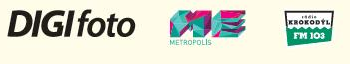 DIGIfoto
ME
METROPOLIS
rádio
KROKODÝL
FM 103